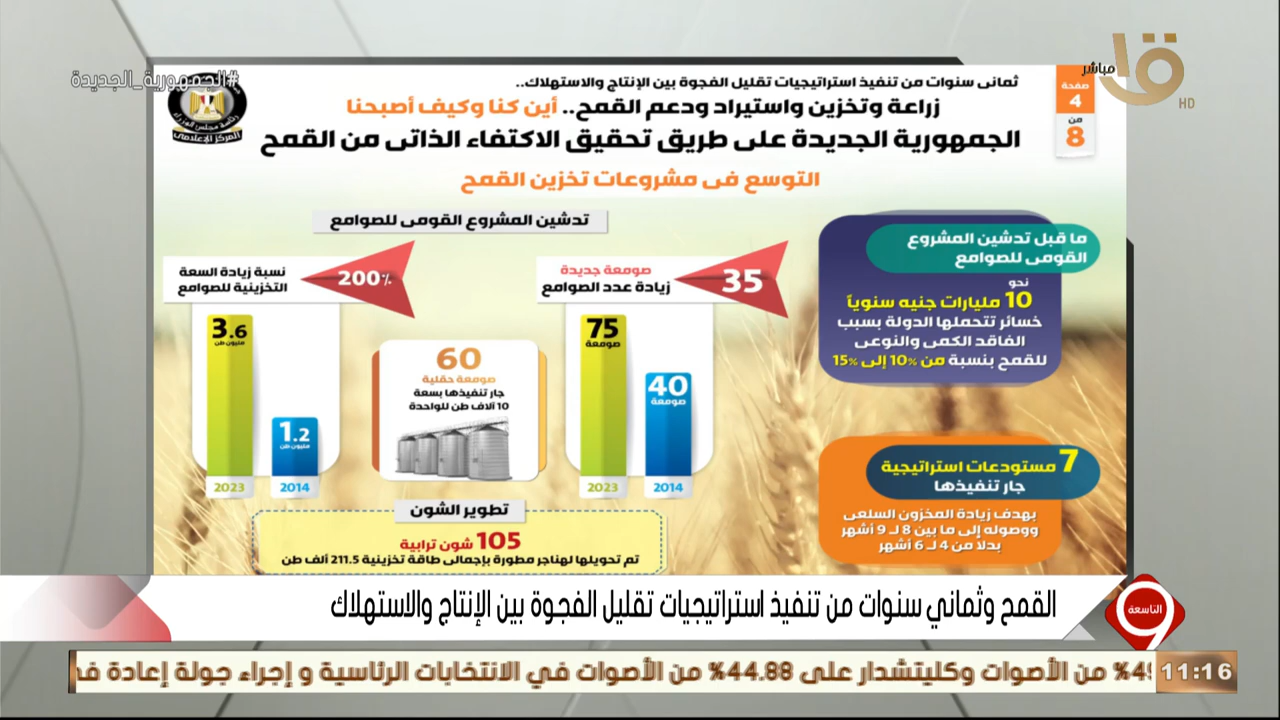 #الجمهورية_الجديدة
مباشر
HD
صفحة
4
من
8
ثمانى سنوات من تنفيذ استراتيجيات تقليل الفجوة بين الإنتاج والاستهلاك..
زراعة وتخزين واستيراد ودعم القمح.. أين كنا وكيف أصبحنا
الجمهورية الجديدة على طريق تحقيق الاكتفاء الذاتى من القمح
رئاسة مجلس الوزراء
المركز الإعلامى
التوسع فى مشروعات تخزين القمح
ما قبل تدشين المشروع
القومى للصوامع
نحو
10 مليارات جنيه سنوياً
خسائر تتحملها الدولة بسبب
الفاقد الكمى والنوعى
للقمح بنسبة من 10% إلى 15%
تدشين المشروع القومى للصوامع
35
صومعة جديدة
زيادة عدد الصوامع
75
صومعة
40
صومعة
2023
2014
200%
نسبة زيادة السعة
التخزينية للصوامع
3.6
مليون طن
1.2
مليون طن
2023
2014
60
صومعة حقلية
جار تنفيذها بسعة
10 آلاف طن للواحدة
7 مستودعات استراتيجية
جار تنفيذها
بهدف زيادة المخزون السلعى
ووصوله إلى ما بين 8 لـ 9 أشهر
بدلا من 4 لـ 6 أشهر
تطوير الشون
105 شون ترابية
تم تحويلها لهناجر مطورة بإجمالى طاقة تخزينية 211.5 ألف طن
التاسعة
القمح وثماني سنوات من تنفيذ استراتيجيات تقليل الفجوة بين الإنتاج والاستهلاك
من الأصوات وكليتشدار على 44.88% من الأصوات في الانتخابات الرئاسية و إجراء جولة إعادة
11:16